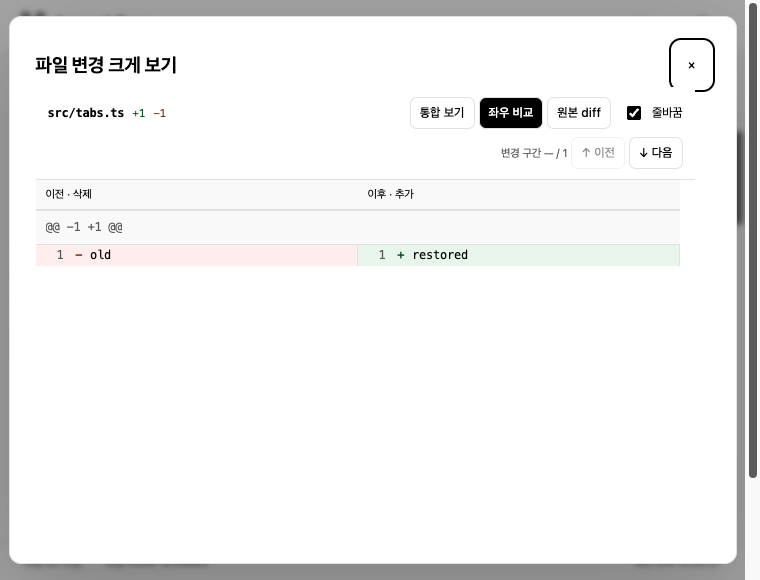 파일 변경 크게 보기
×
src/tabs.ts +1 −1
통합 보기 좌우 비교 원본 diff 줄바꿈
변경 구간 — / 1 ↑ 이전 ↓ 다음
이전 · 삭제 이후 · 추가
@@ −1 +1 @@
1 − old 1 + restored